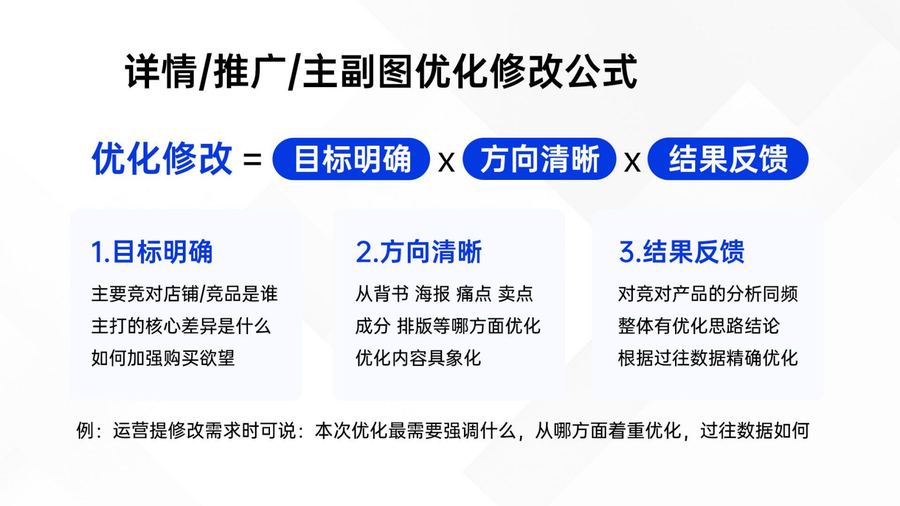 详情/推广/主副图优化修改公式
优化修改 = 目标明确 x 方向清晰 x 结果反馈
1.目标明确
主要竞对店铺/竞品是谁
主打的核心差异是什么
如何加强购买欲望
2.方向清晰
从背书 海报 痛点 卖点
成分 排版等哪方面优化
优化内容具象化
3.结果反馈
对竞对产品的分析同频
整体有优化思路结论
根据过往数据精确优化
例：运营提修改需求时可说：本次优化最需要强调什么，从哪方面着重优化，过往数据如何